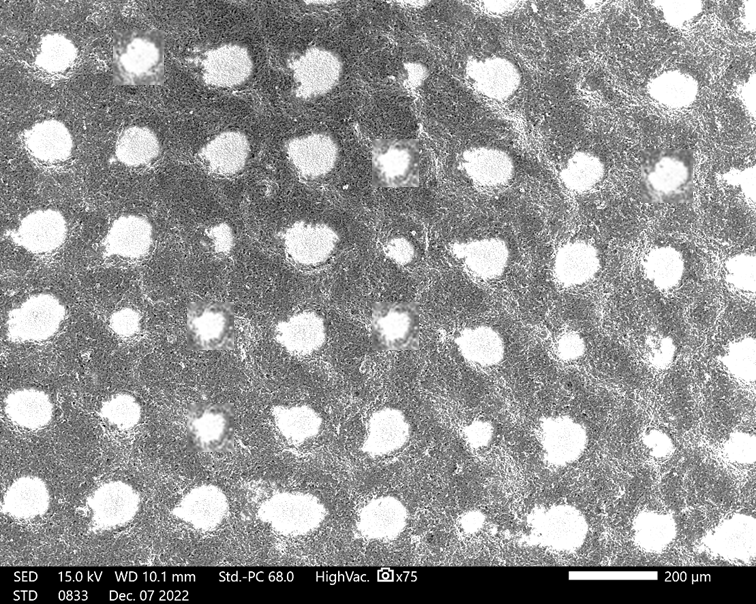 SED 15.0 kV WD 10.1 mm Std.-PC 68.0 HighVac. x75 200 µm
STD 0833 Dec. 07 2022